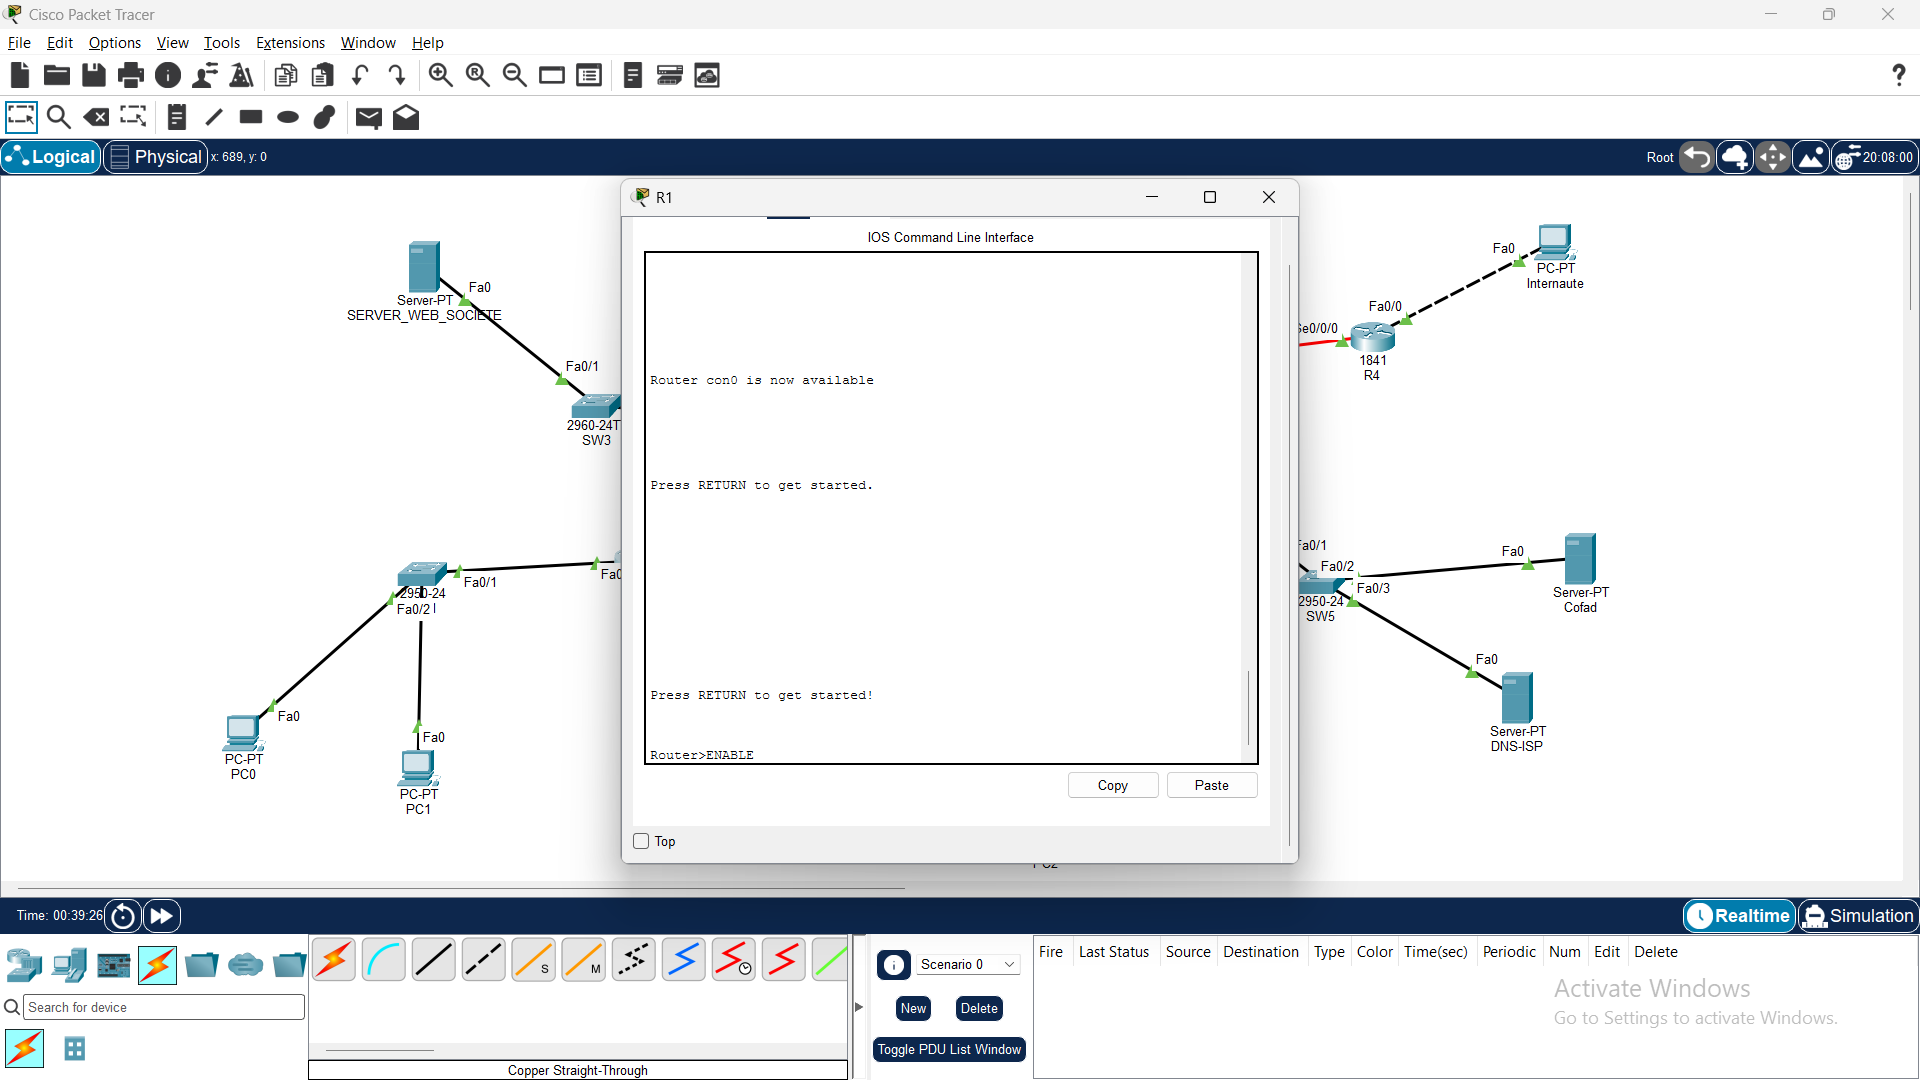 Cisco Packet Tracer
File Edit Options View Tools Extensions Window Help
Logical Physical x: 689, y: 0 Root 20:08:00
R1
IOS Command Line Interface
Router con0 is now available
Press RETURN to get started.
Press RETURN to get started!
Router>ENABLE
Copy Paste
Top
Fa0
Server-PT
SERVER_WEB_SOCIETE
Fa0/1
2960-24T
SW3
Fa0
PC-PT
Internaute
Fa0/0
Se0/0/0
1841
R4
Fa0/1
2950-24
Fa0/2
Fa0
PC-PT
PC0
Fa0
PC-PT
PC1
Fa0/1
Fa0/2
Fa0/3
2950-24
SW5
Fa0
Server-PT
Cofad
Fa0
Server-PT
DNS-ISP
PC2
Time: 00:39:26 Realtime Simulation
Search for device
S M
Copper Straight-Through
Scenario 0
New Delete
Toggle PDU List Window
Fire Last Status Source Destination Type Color Time(sec) Periodic Num Edit Delete
Activate Windows
Go to Settings to activate Windows.